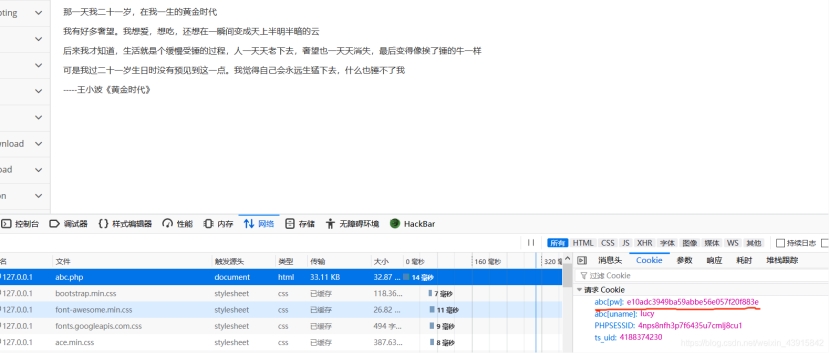 pting
那一天我二十一岁，在我一生的黄金时代
我有好多奢望。我想爱，想吃，还想在一瞬间变成天上半明半暗的云
后来我才知道，生活就是个缓慢受锤的过程，人一天天老下去，奢望也一天天消失，最后变得像挨了锤的牛一样
可是我过二十一岁生日时没有预见到这一点。我觉得自己会永远生猛下去，什么也锤不了我
-----王小波《黄金时代》
wnload
oad
on
控制台 调试器 {} 样式编辑器 性能 内存 网络 存储 无障碍环境 HackBar
所有 HTML CSS JS XHR 字体 图像 媒体 WS 其他 持续日志
名 文件 触发源头 类型 传输 大小 0 毫秒 160 毫秒 320 毫 消息头 Cookie 参数 响应 耗时 堆栈跟踪
127.0.0.1 abc.php document html 33.11 KB 32.87 ... 14 毫秒
127.0.0.1 bootstrap.min.css stylesheet css 已缓存 118.36... 7 毫秒
127.0.0.1 font-awesome.min.css stylesheet css 已缓存 26.82 ... 11 毫秒
127.0.0.1 fonts.googleapis.com.css stylesheet css 已缓存 494 字... 9 毫秒
127.0.0.1 ace.min.css stylesheet css 已缓存 387.63... 8 毫秒
过滤 Cookie
请求 Cookie
abc[pw]: e10adc3949ba59abbe56e057f20f883e
abc[uname]: lucy
PHPSESSID: 4nps8nfh3p7f6435u7cmlj8cu1
ts_uid: 4188374230